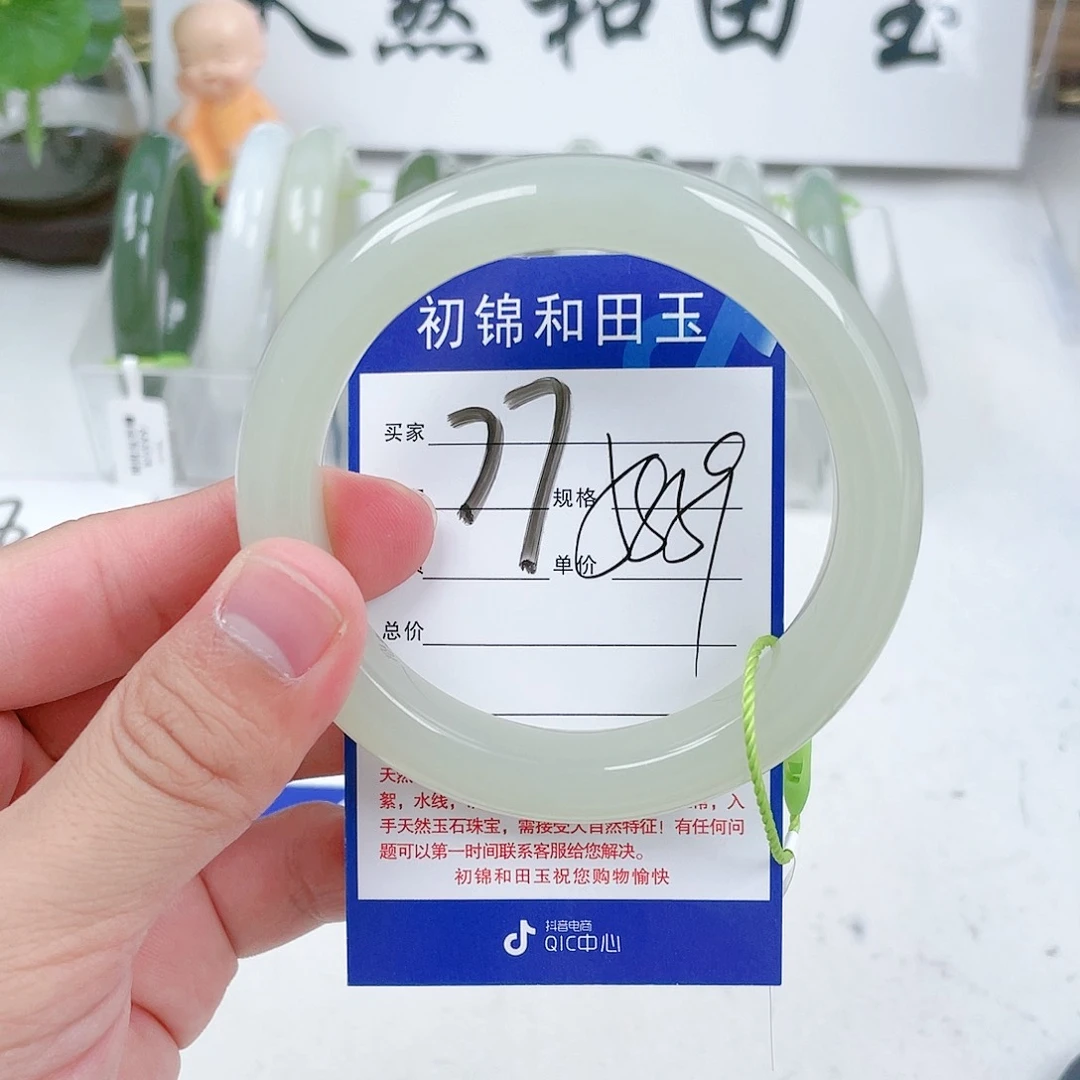 天然和田玉
初锦和田玉
买家
77
规格
单价
总价
天然
絮，水线，
，入
手天然玉石珠宝，需接受大自然特征！有任何问
题可以第一时间联系客服给您解决。
初锦和田玉祝您购物愉快
抖音电商
QIC中心